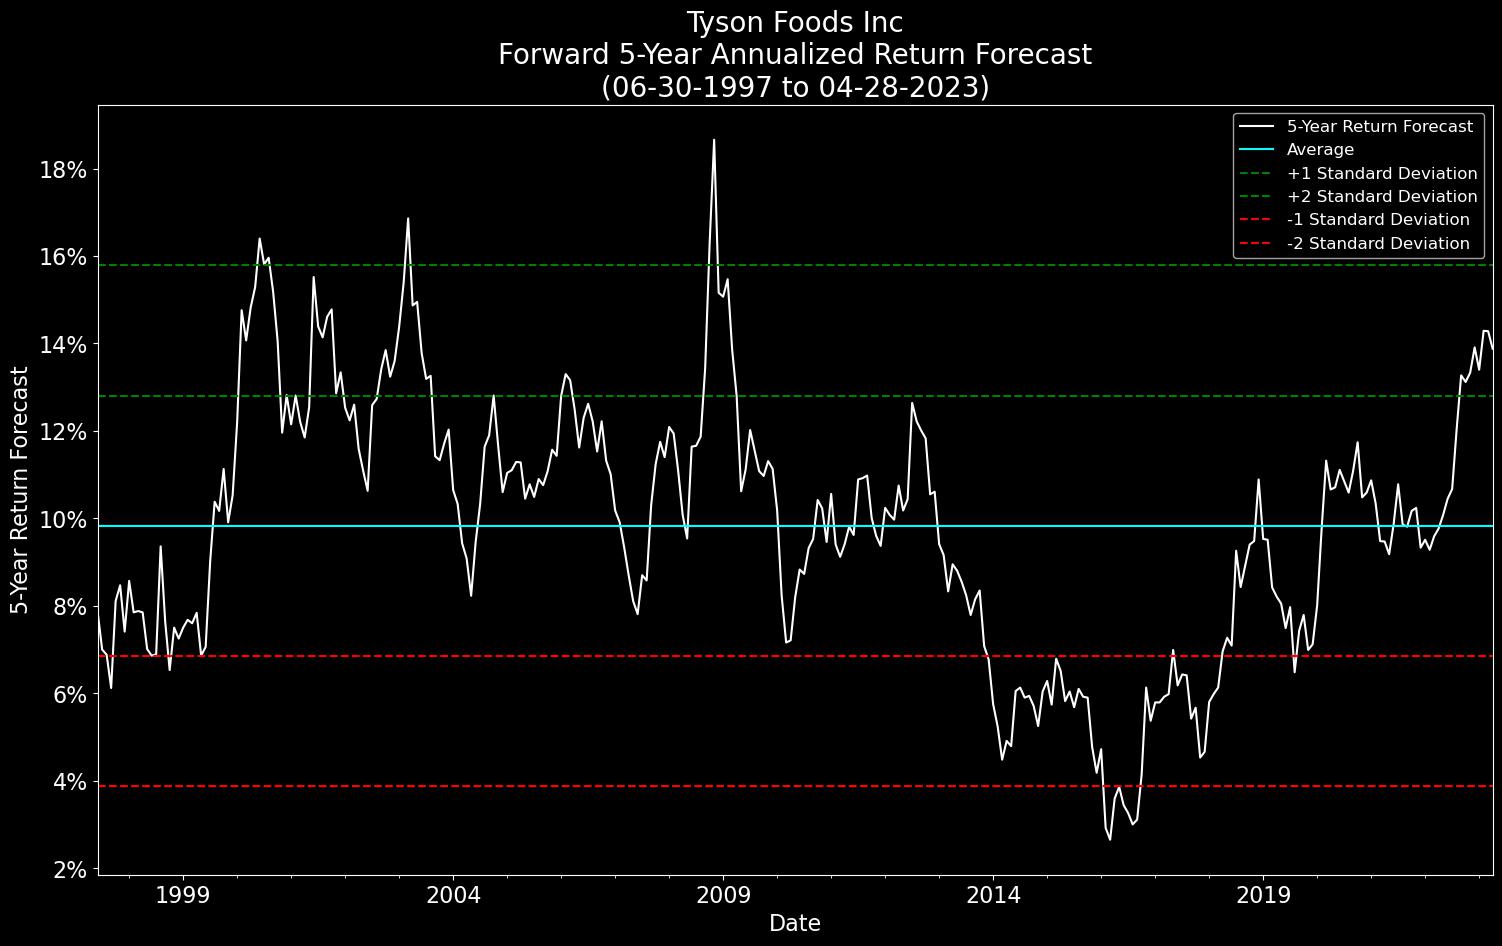 Tyson Foods Inc
Forward 5-Year Annualized Return Forecast
(06-30-1997 to 04-28-2023)
5-Year Return Forecast
Average
+1 Standard Deviation
+2 Standard Deviation
-1 Standard Deviation
-2 Standard Deviation
18%
16%
14%
12%
10%
8%
6%
4%
2%
5-Year Return Forecast
1999
2004
2009
2014
2019
Date